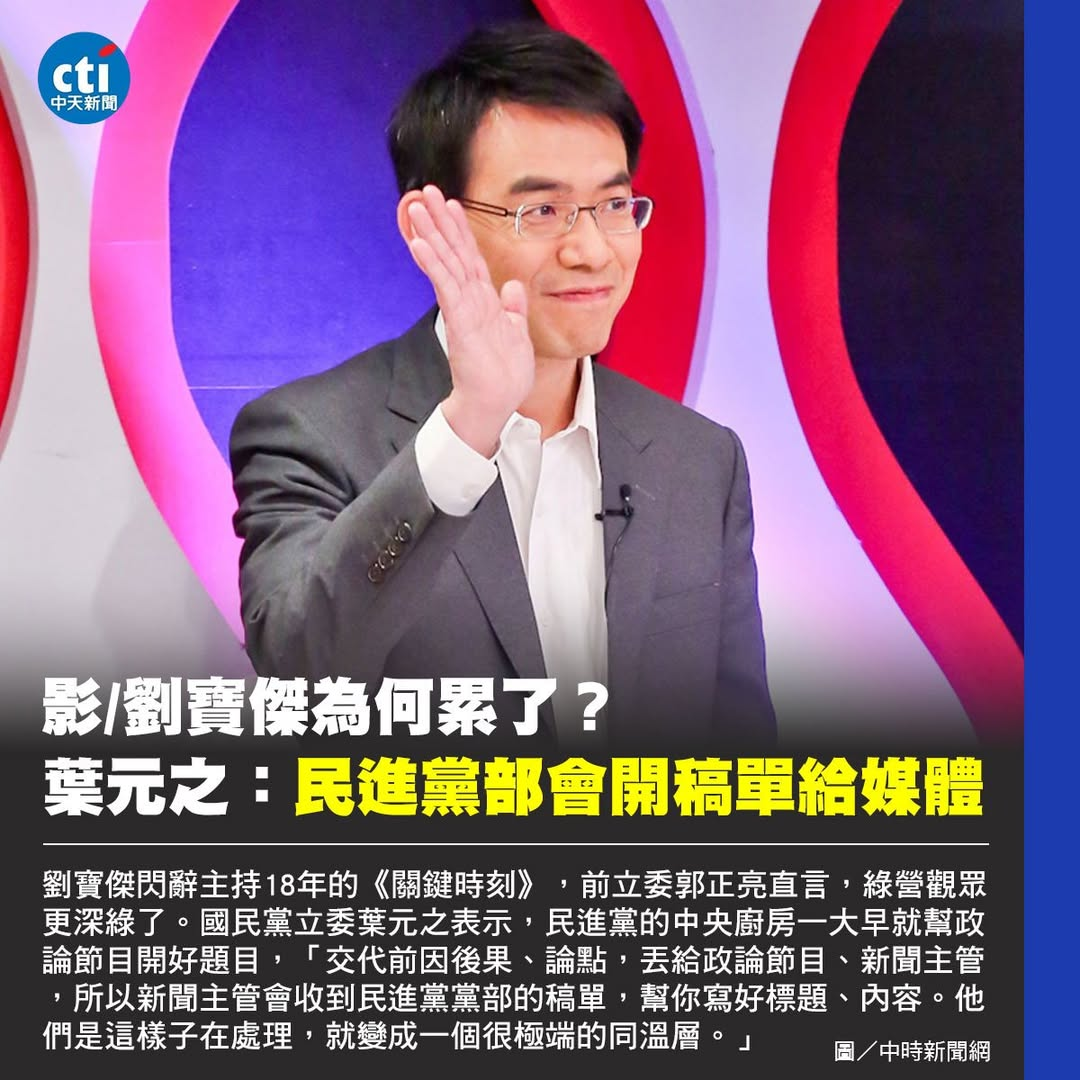 cti
中天新聞
影/劉寶傑為何累了？
葉元之：民進黨部會開稿單給媒體
劉寶傑閃辭主持18年的《關鍵時刻》，前立委郭正亮直言，綠營觀眾
更深綠了。國民黨立委葉元之表示，民進黨的中央廚房一大早就幫政
論節目開好題目，「交代前因後果、論點，丟給政論節目、新聞主管
，所以新聞主管會收到民進黨黨部的稿單，幫你寫好標題、內容。他
們是這樣子在處理，就變成一個很極端的同溫層。」
圖／中時新聞網